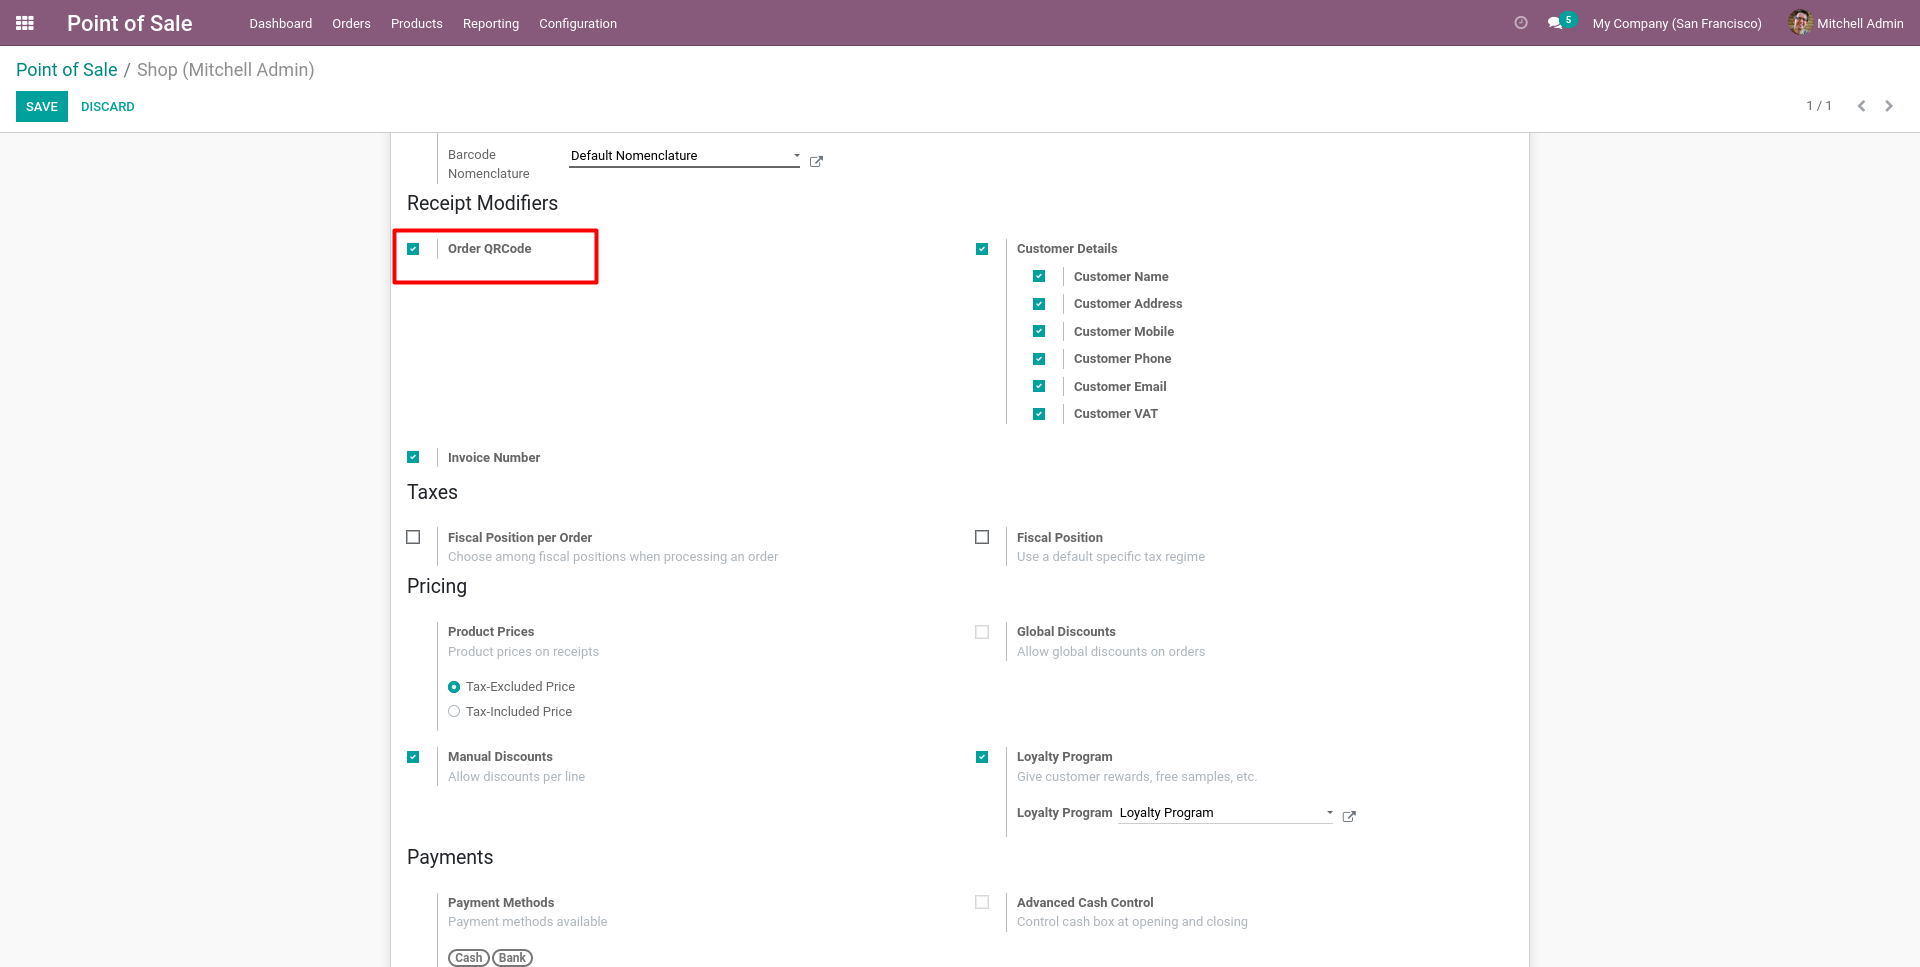 Point of Sale Dashboard Orders Products Reporting Configuration 5 My Company (San Francisco) Mitchell Admin
Point of Sale / Shop (Mitchell Admin)
SAVE DISCARD 1 / 1
Barcode Nomenclature Default Nomenclature
Receipt Modifiers
Order QRCode
Customer Details
Customer Name
Customer Address
Customer Mobile
Customer Phone
Customer Email
Customer VAT
Invoice Number
Taxes
Fiscal Position per Order
Choose among fiscal positions when processing an order
Fiscal Position
Use a default specific tax regime
Pricing
Product Prices
Product prices on receipts
Tax-Excluded Price
Tax-Included Price
Global Discounts
Allow global discounts on orders
Manual Discounts
Allow discounts per line
Loyalty Program
Give customer rewards, free samples, etc.
Loyalty Program Loyalty Program
Payments
Payment Methods
Payment methods available
Cash Bank
Advanced Cash Control
Control cash box at opening and closing